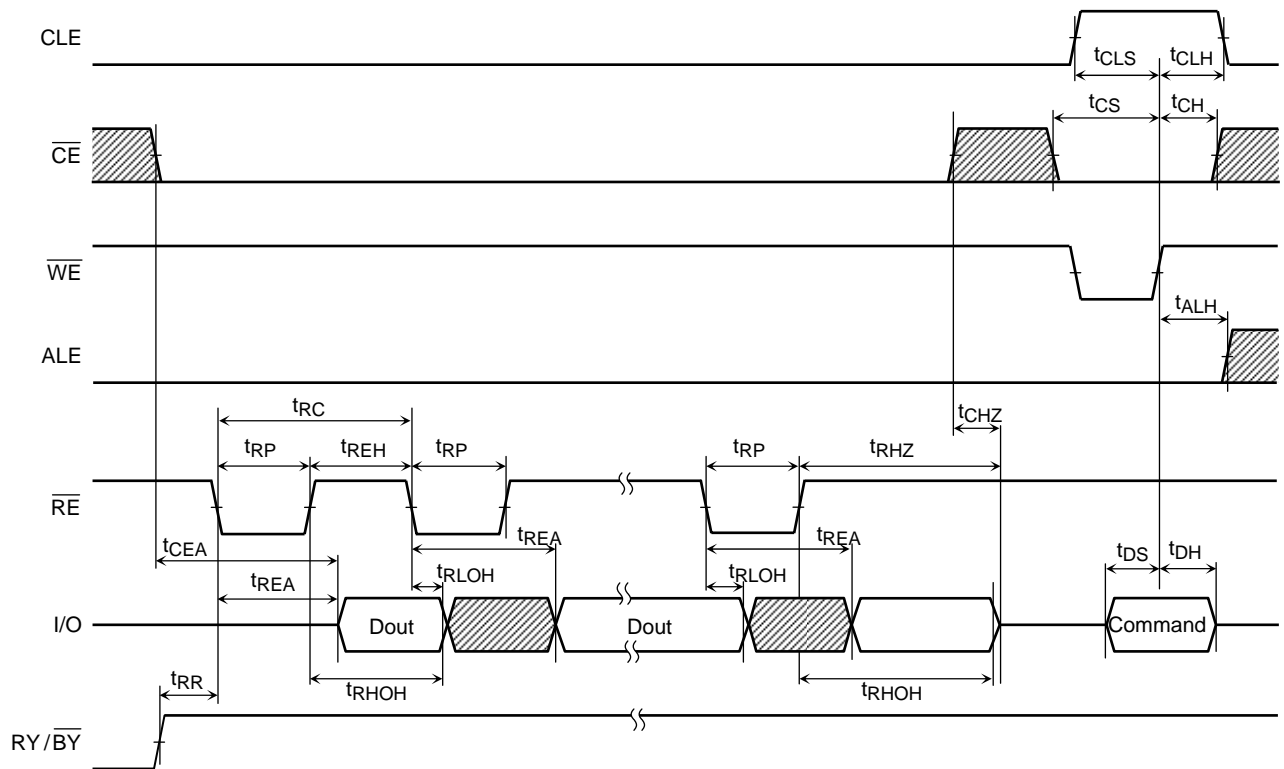 CLE
tCLS tCLH
tCS tCH
CE
WE
tALH
ALE
tRC
tCHZ
tRP tREH tRP tRP tRHZ
RE
tCEA
tREA tREA
tREA tRLOH tRLOH tDS tDH
I/O Dout Dout Command
tRR tRHOH tRHOH
RY/BY